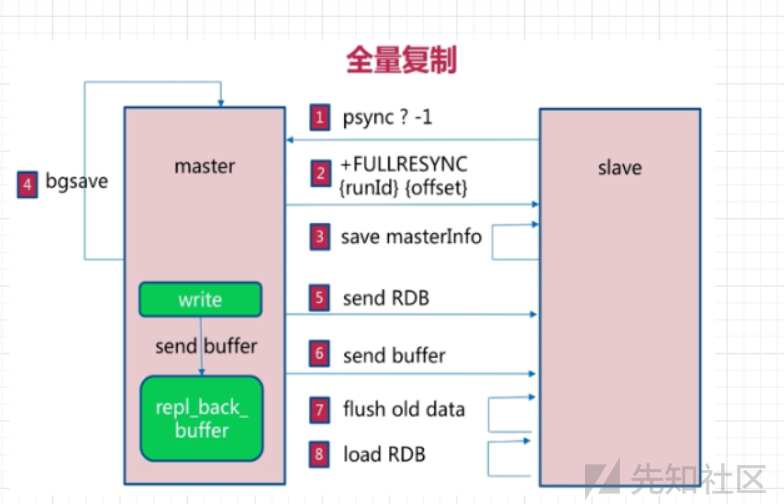 全量复制
1 psync ? -1
master
slave
2 +FULLRESYNC
{runId} {offset}
4 bgsave
3 save masterInfo
write
5 send RDB
send buffer
6 send buffer
repl_back_
buffer
7 flush old data
8 load RDB
先知社区